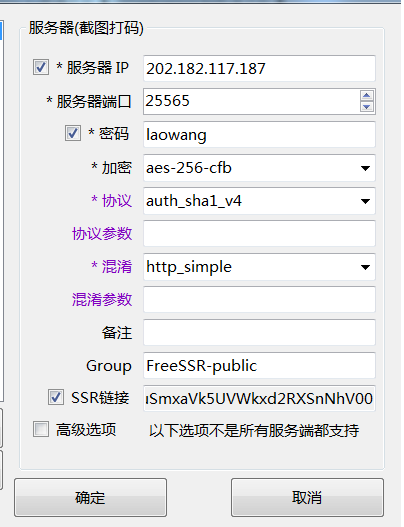 服务器(截图打码)
* 服务器 IP 202.182.117.187
* 服务器端口 25565
* 密码 laowang
* 加密 aes-256-cfb
* 协议 auth_sha1_v4
协议参数
* 混淆 http_simple
混淆参数
备注
Group FreeSSR-public
SSR链接 SmxaVk5UVWkxd2RXSnNhV00
高级选项 以下选项不是所有服务端都支持
确定 取消